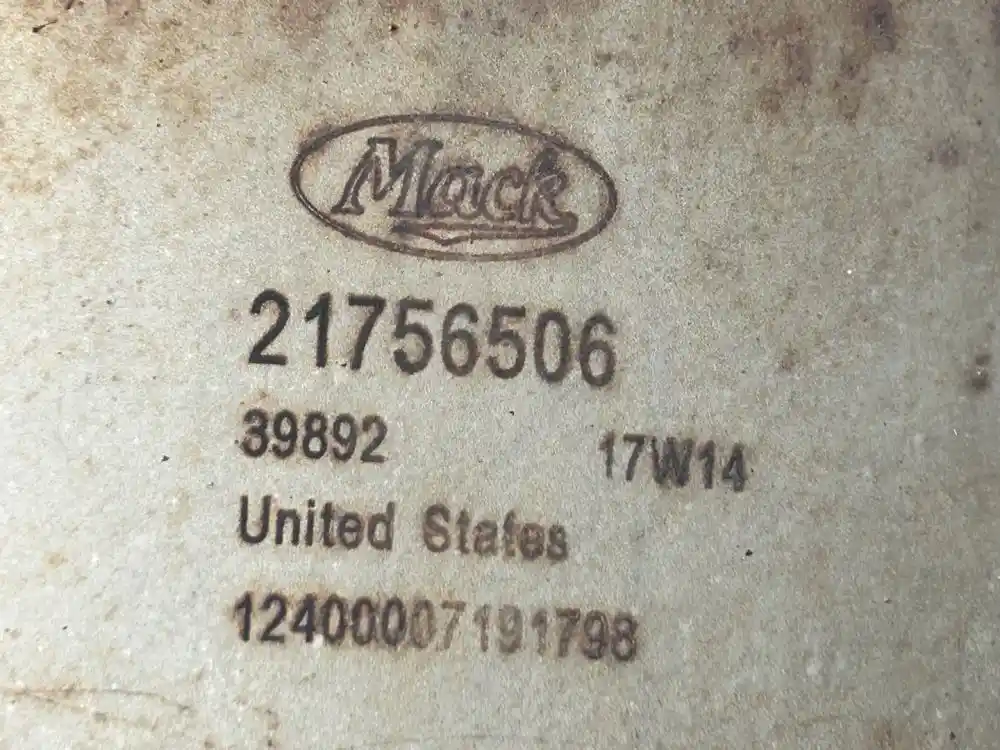 Mack
21756506
39892 17W14
United States
12400007191798